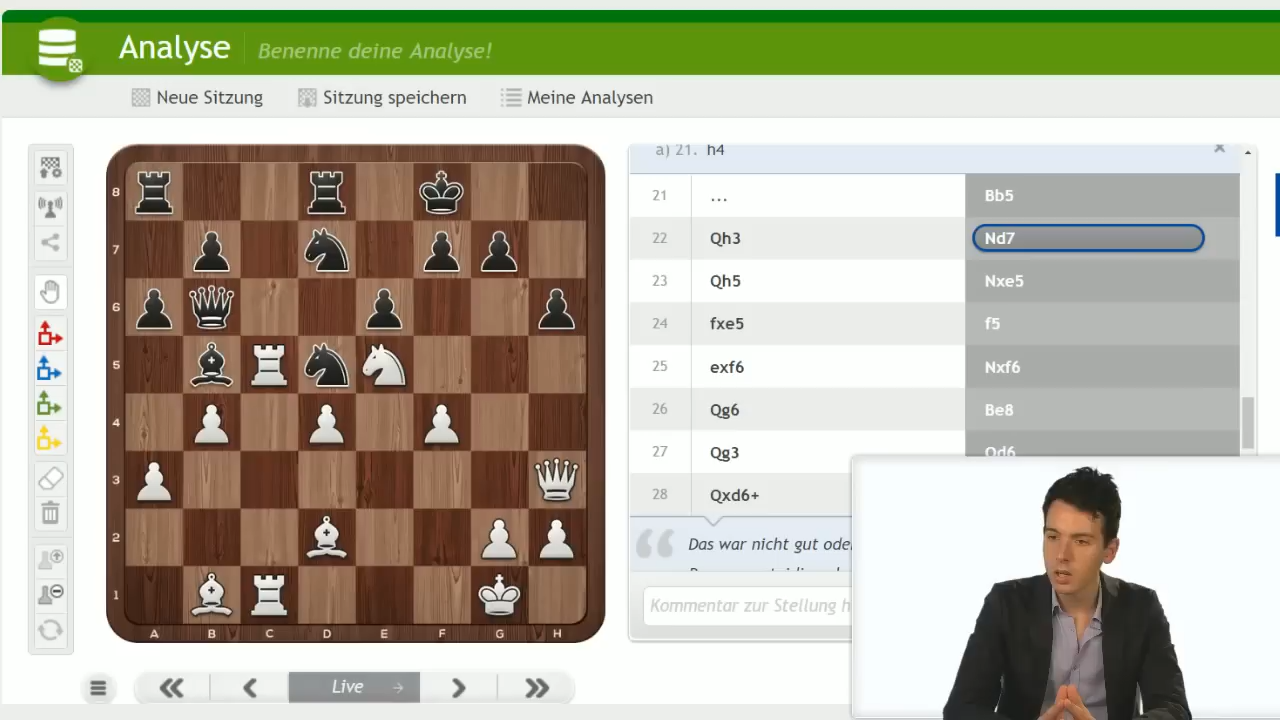 Analyse
Benenne deine Analyse!
Neue Sitzung
Sitzung speichern
Meine Analysen
a) 21. h4
21 ... Bb5
22 Qh3 Nd7
23 Qh5 Nxe5
24 fxe5 f5
25 exf6 Nxf6
26 Qg6 Be8
27 Qg3 Qd6
28 Qxd6+
Das war nicht gut
Kommentar zur Stellung
8
7
6
5
4
3
2
1
A B C D E F G H
Live